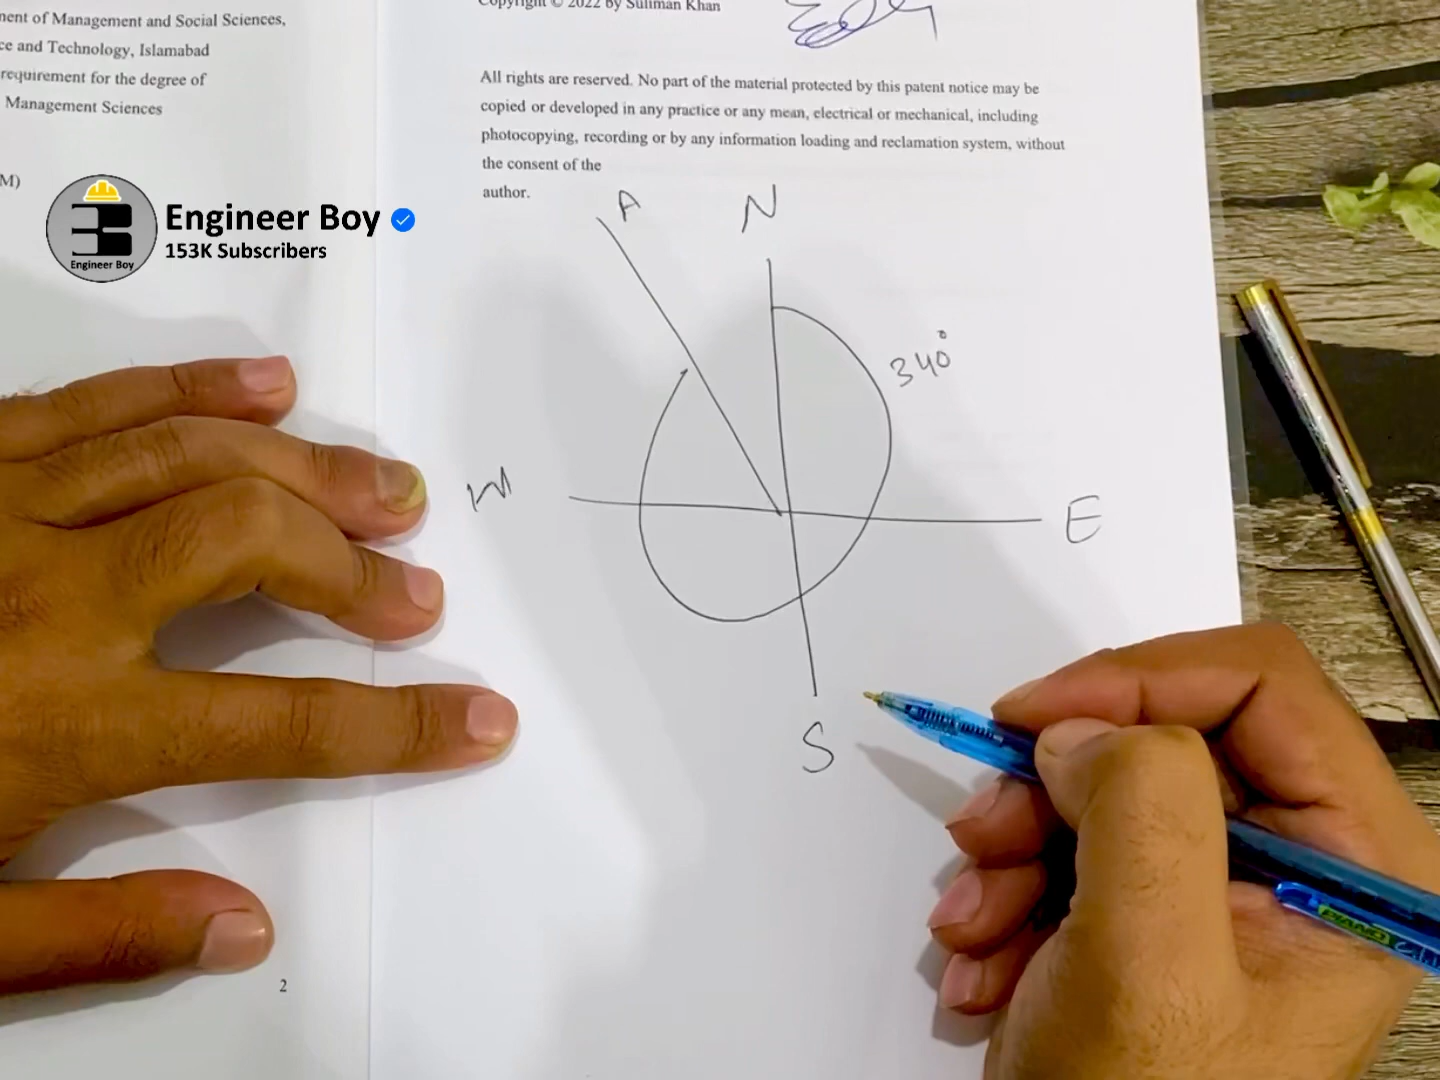 nent of Management and Social Sciences,
ce and Technology, Islamabad
requirement for the degree of
Management Sciences
M)
Engineer Boy
153K Subscribers
Engineer Boy
2
Copyright © 2022 by Suliman Khan
All rights are reserved. No part of the material protected by this patent notice may be
copied or developed in any practice or any mean, electrical or mechanical, including
photocopying, recording or by any information loading and reclamation system, without
the consent of the
author.
A
N
340°
W
E
S
PIANO